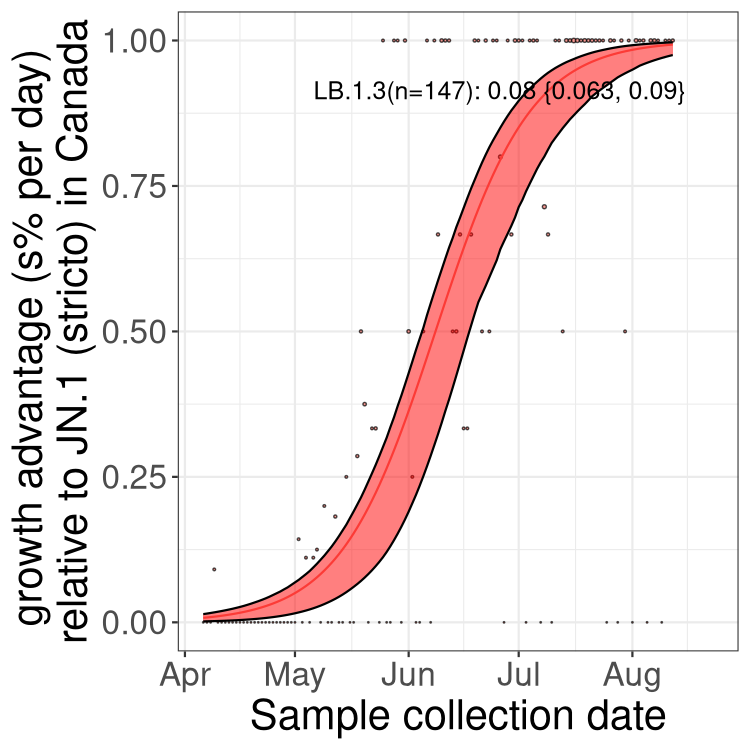 growth advantage (s% per day)
relative to JN.1 (stricto) in Canada
1.00
0.75
0.50
0.25
0.00
LB.1.3(n=147): 0.08 {0.063, 0.09}
Apr May Jun Jul Aug
Sample collection date